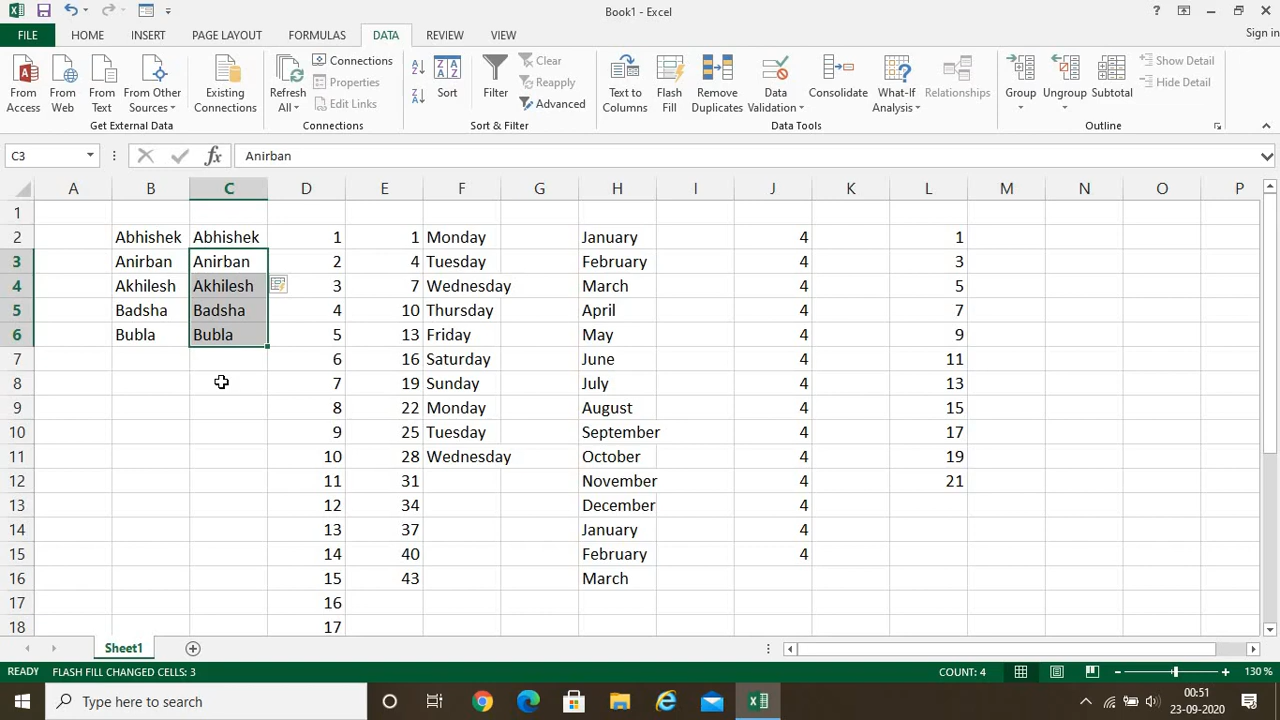 Book1 - Excel
Sign in
FILE HOME INSERT PAGE LAYOUT FORMULAS DATA REVIEW VIEW
From Access
From Web
From Text
From Other Sources
Existing Connections
Get External Data
Refresh All
Connections
Properties
Edit Links
Connections
Sort
Filter
Clear
Reapply
Advanced
Sort & Filter
Text to Columns
Flash Fill
Remove Duplicates
Data Validation
Consolidate
What-If Analysis
Relationships
Data Tools
Group
Ungroup
Subtotal
Show Detail
Hide Detail
Outline
C3 fx Anirban
A B C D E F G H I J K L M N O P
1
2 Abhishek Abhishek 1 1 Monday January 4 1
3 Anirban Anirban 2 4 Tuesday February 4 3
4 Akhilesh Akhilesh 3 7 Wednesday March 4 5
5 Badsha Badsha 4 10 Thursday April 4 7
6 Bubla Bubla 5 13 Friday May 4 9
7 6 16 Saturday June 4 11
8 7 19 Sunday July 4 13
9 8 22 Monday August 4 15
10 9 25 Tuesday September 4 17
11 10 28 Wednesday October 4 19
12 11 31 November 4 21
13 12 34 December 4
14 13 37 January 4
15 14 40 February 4
16 15 43 March
17 16
18 17
Sheet1
READY FLASH FILL CHANGED CELLS: 3 COUNT: 4 130 %
Type here to search
00:51
23-09-2020